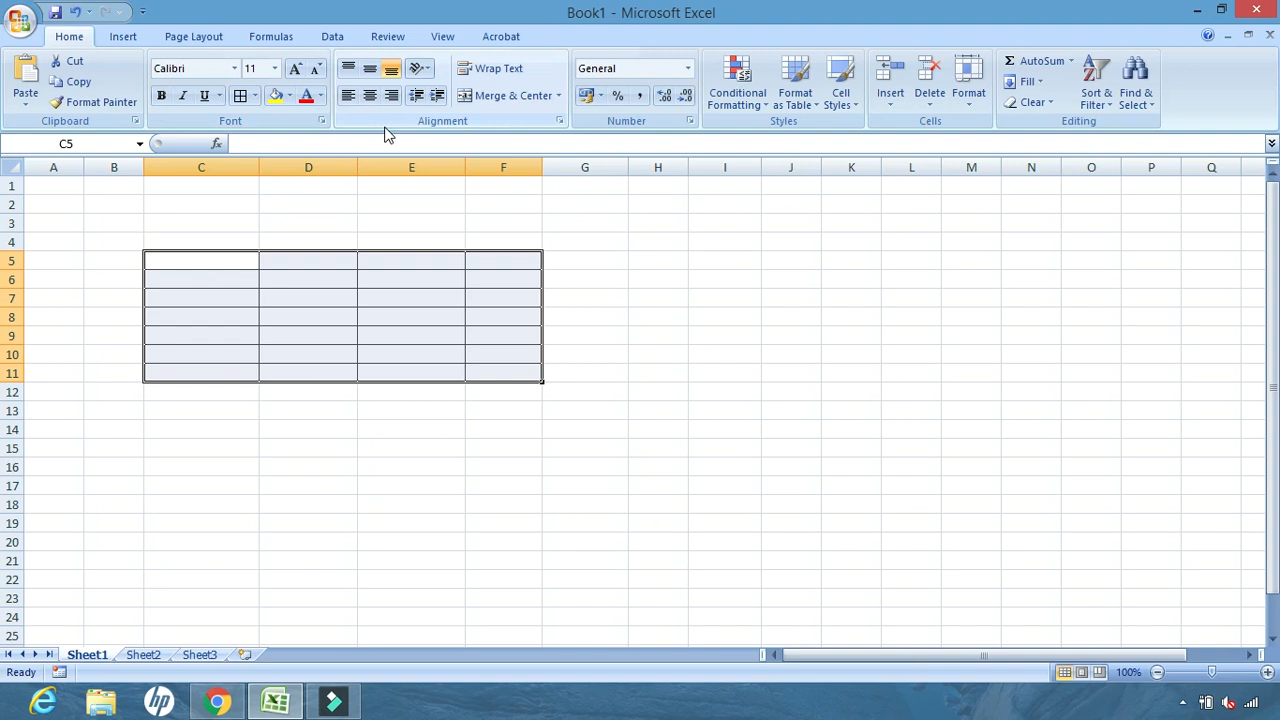 Book1 - Microsoft Excel
Home Insert Page Layout Formulas Data Review View Acrobat
Paste
Cut
Copy
Format Painter
Clipboard
Calibri 11
B I U
Font
Wrap Text
Merge & Center
Alignment
General
% ,
Number
Conditional Formatting
Format as Table
Cell Styles
Styles
Insert Delete Format
Cells
Σ AutoSum
Fill
Clear
Sort & Filter
Find & Select
Editing
C5 fx
A B C D E F G H I J K L M N O P Q
1
2
3
4
5
6
7
8
9
10
11
12
13
14
15
16
17
18
19
20
21
22
23
24
25
Sheet1 Sheet2 Sheet3
Ready 100%